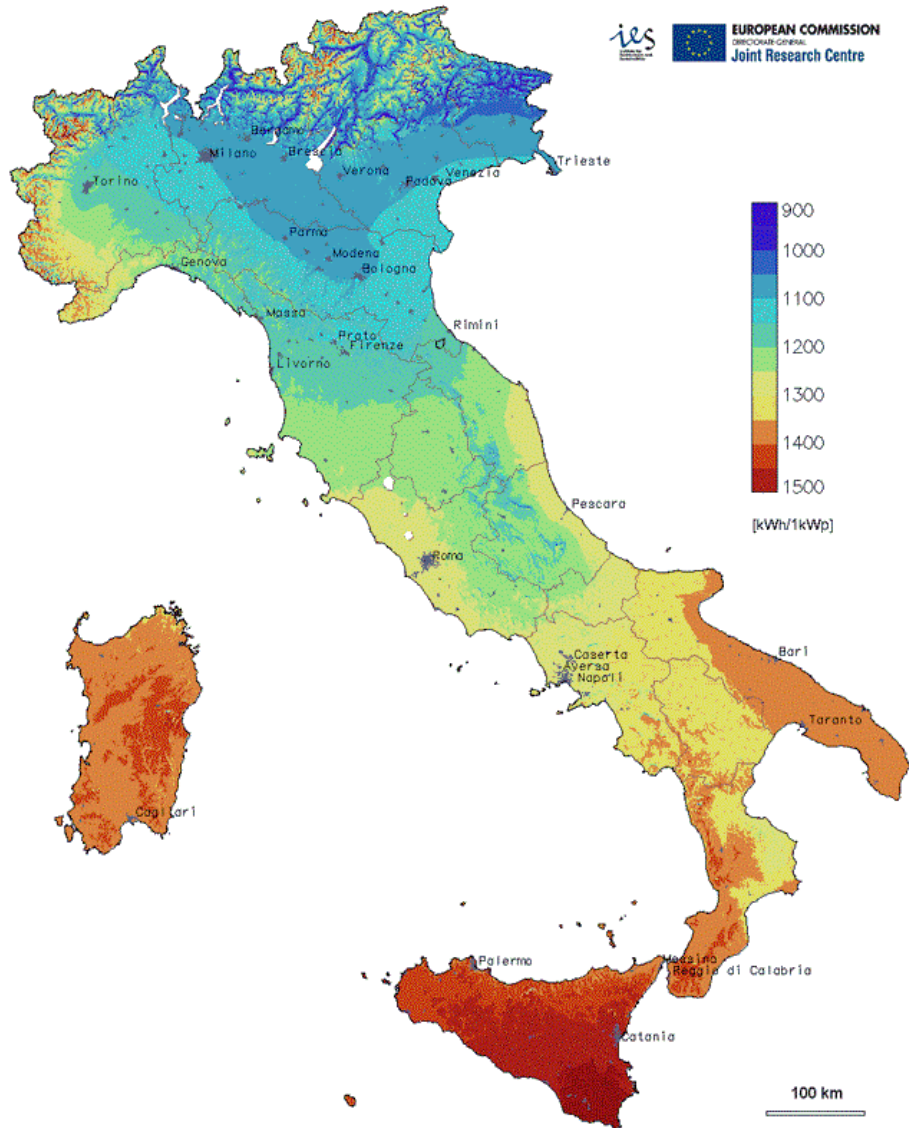 ies
EUROPEAN COMMISSION
DIRECTORATE-GENERAL
Joint Research Centre
Bergamo
Milano
Brescia
Trieste
Verona
Venezia
Padova
Torino
900
1000
1100
1200
1300
1400
1500
[kWh/1kWp]
Parma
Modena
Bologna
Genova
Massa
Rimini
Prato
Firenze
Livorno
Pescara
Roma
Caserta
Aversa
Napoli
Bari
Taranto
Cagliari
Palermo
Messina
Reggio di Calabria
Catania
100 km